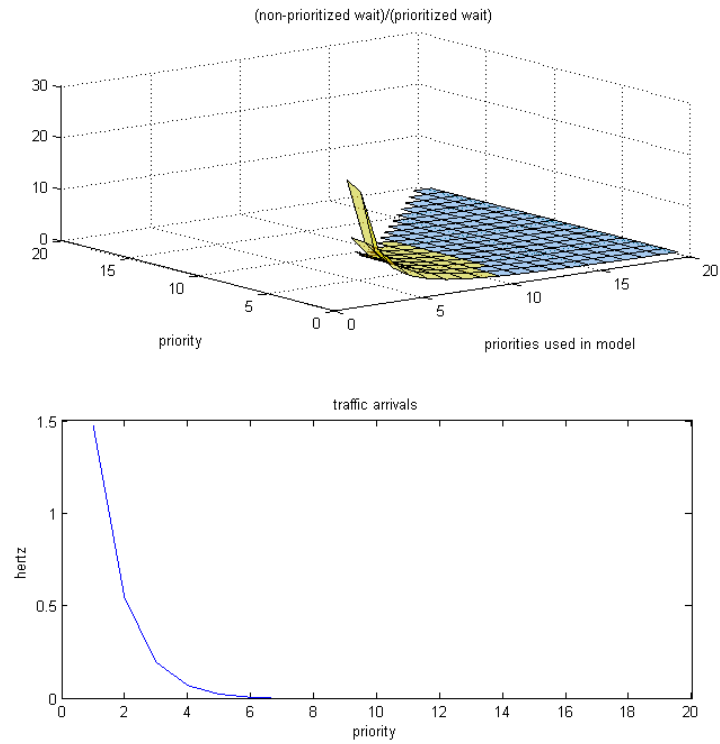 (non-prioritized wait)/(prioritized wait)
30
20
10
0
20
15
10
5
0
0
5
10
15
20
priority
priorities used in model
traffic arrivals
1.5
1
0.5
0
hertz
0 2 4 6 8 10 12 14 16 18 20
priority